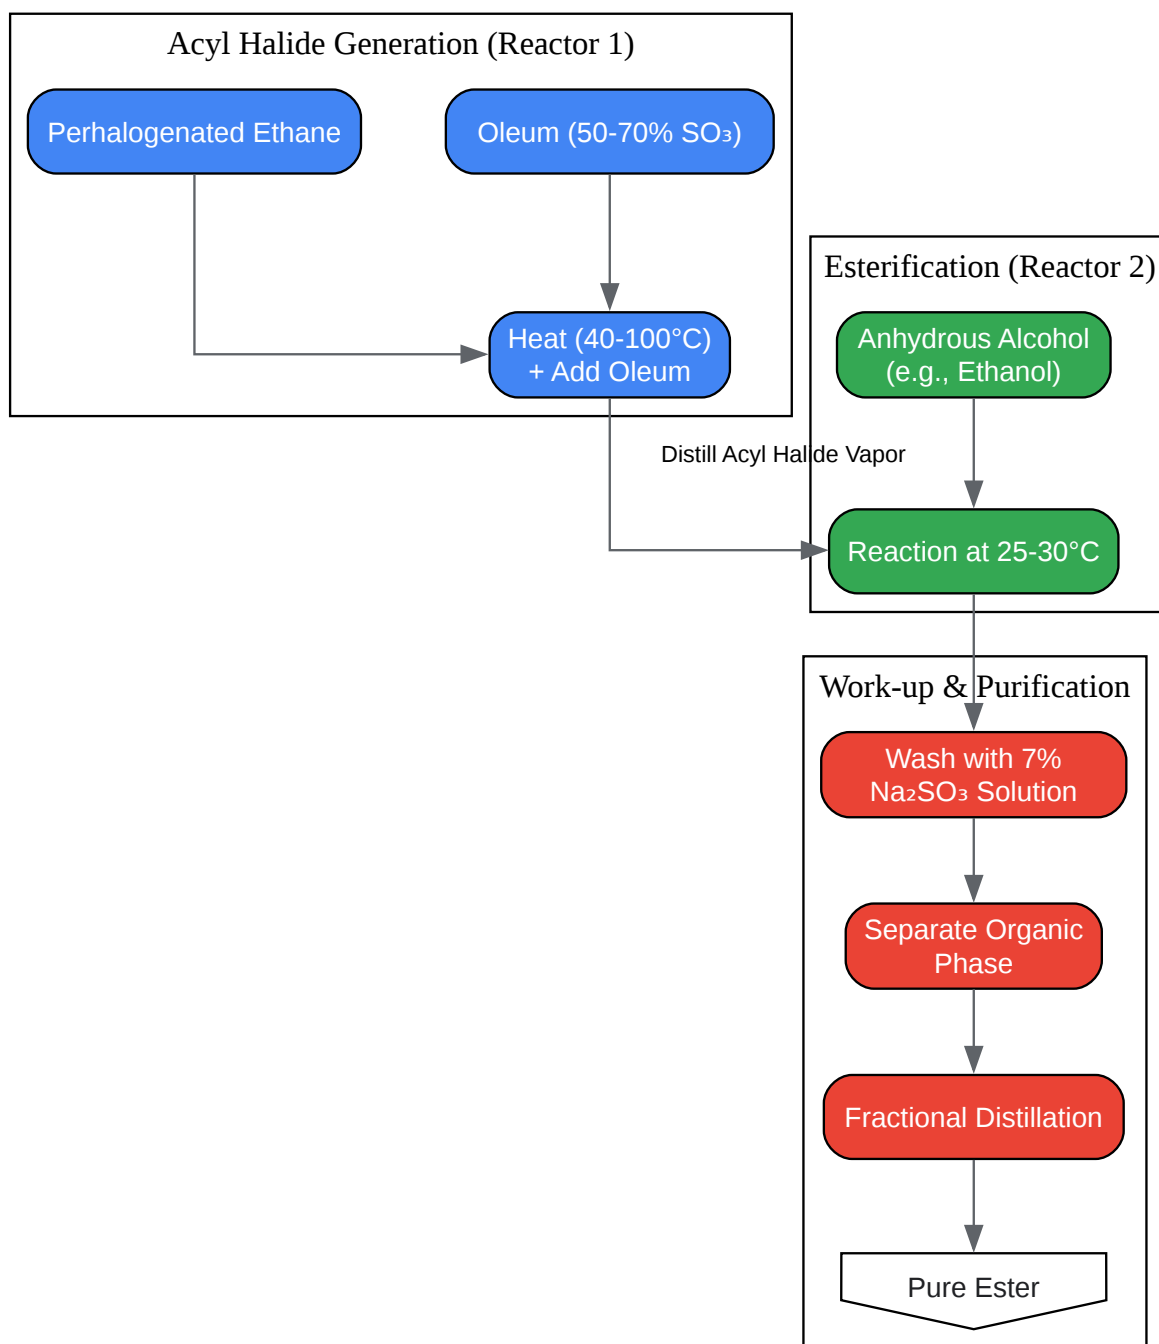 Acyl Halide Generation (Reactor 1)
Perhalogenated Ethane
Oleum (50-70% SO₃)
Heat (40-100°C)
+ Add Oleum
Distill Acyl Halide Vapor
Esterification (Reactor 2)
Anhydrous Alcohol
(e.g., Ethanol)
Reaction at 25-30°C
Work-up & Purification
Wash with 7%
Na₂SO₃ Solution
Separate Organic
Phase
Fractional Distillation
Pure Ester